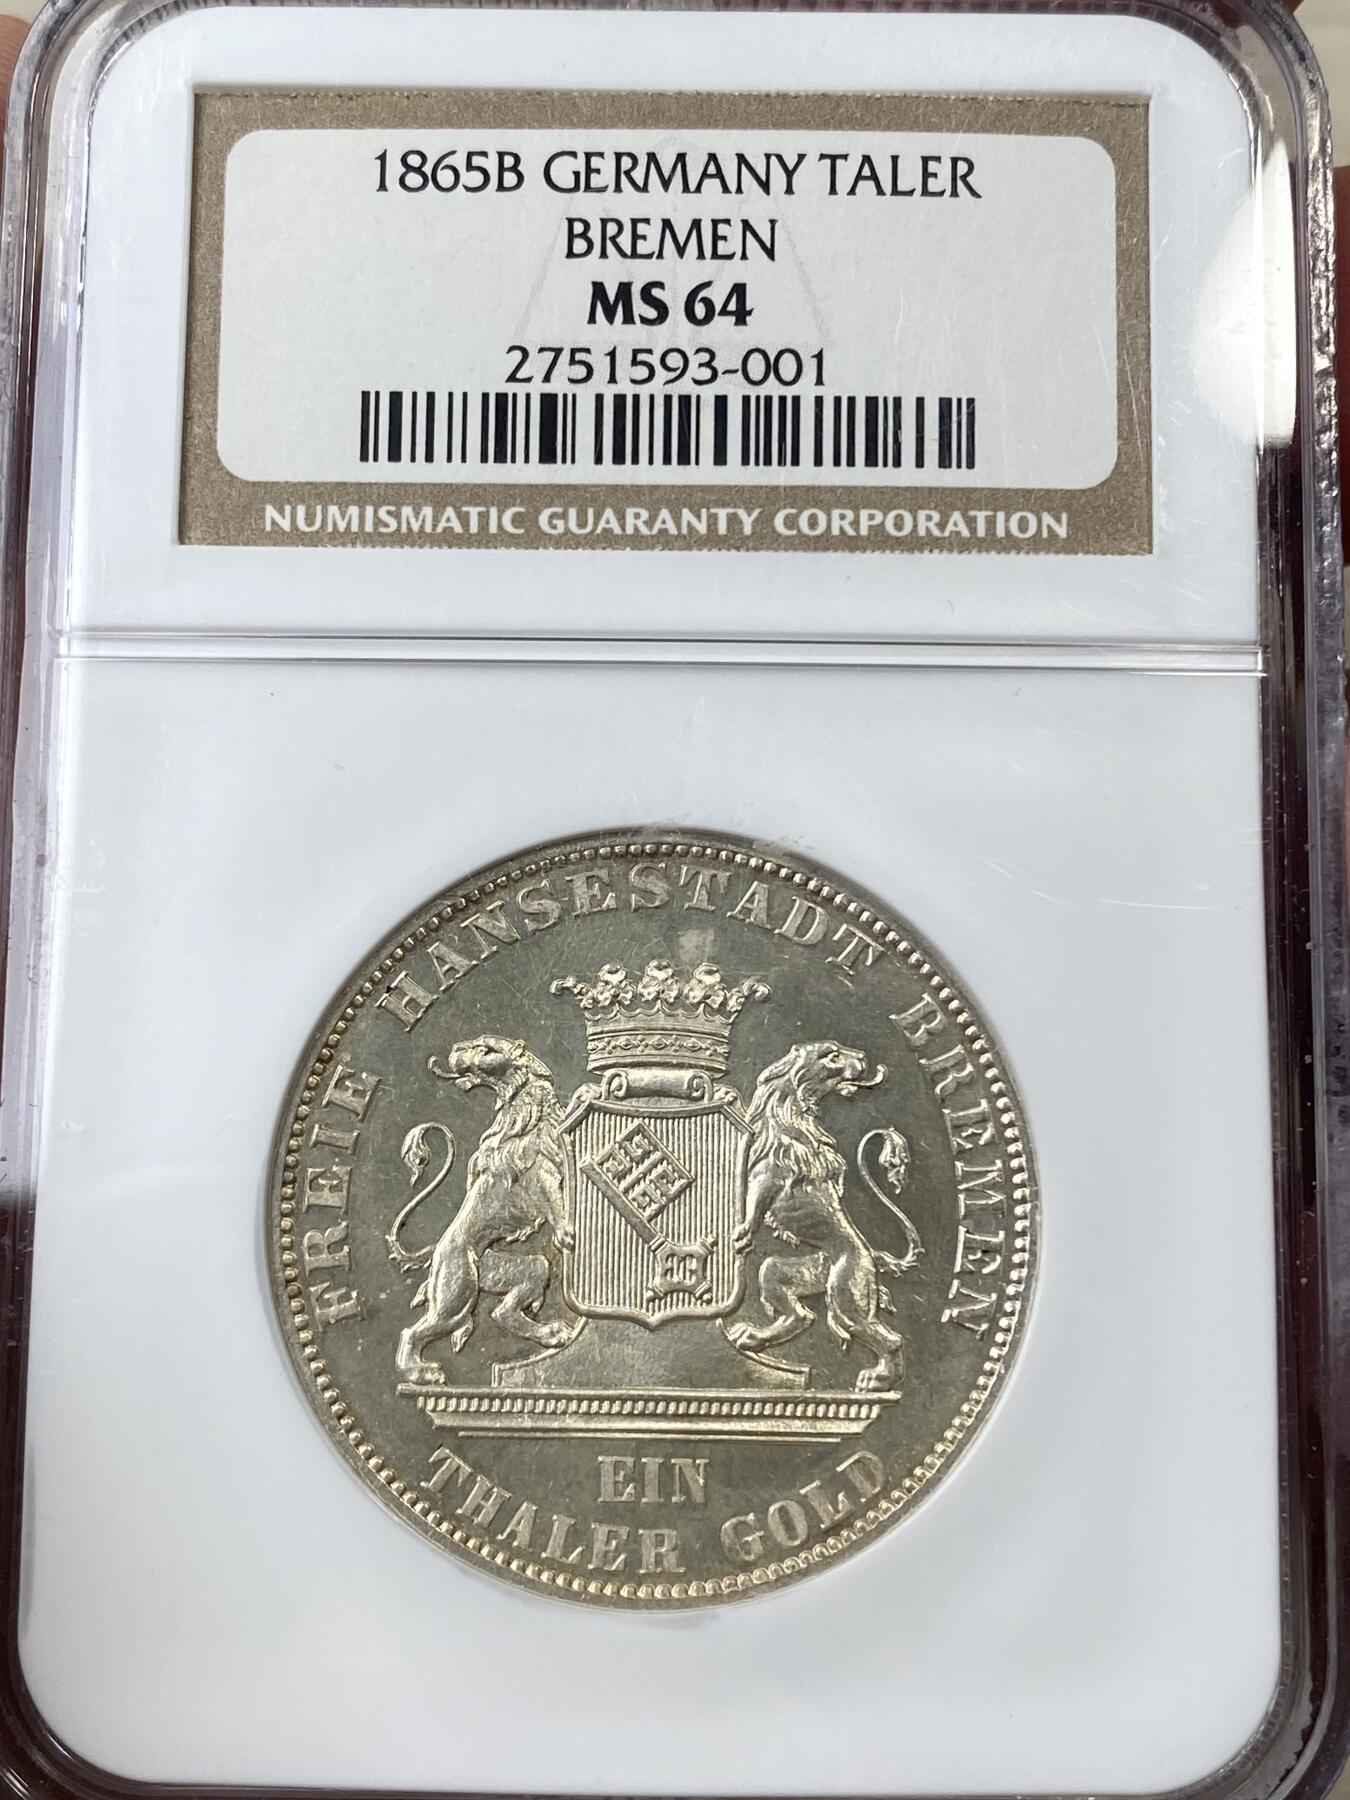 1865B GERMANY TALER
BREMEN
MS 64
2751593-001
NUMISMATIC GUARANTY CORPORATION
FREIE HANSESTADT BREMEN
EIN
THALER GOLD